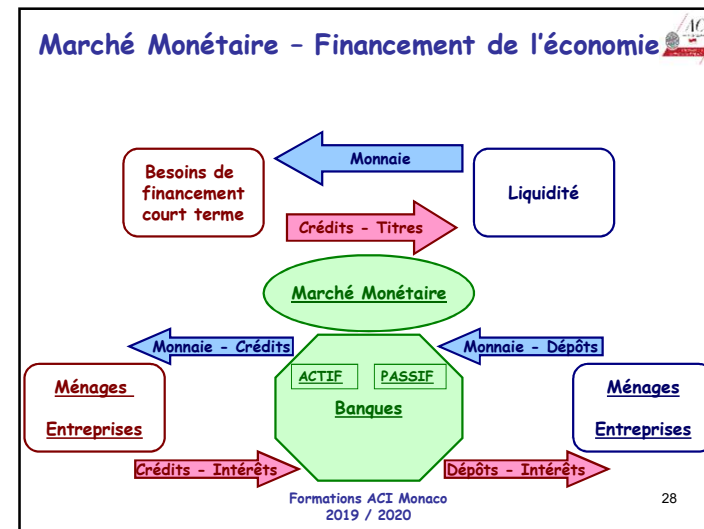 Marché Monétaire – Financement de l'économie
Monnaie
Besoins de
financement
court terme
Liquidité
Crédits - Titres
Marché Monétaire
Monnaie - Crédits
Monnaie - Dépôts
ACTIF
PASSIF
Ménages
Entreprises
Banques
Ménages
Entreprises
Crédits - Intérêts
Dépôts - Intérêts
Formations ACI Monaco
2019 / 2020
28